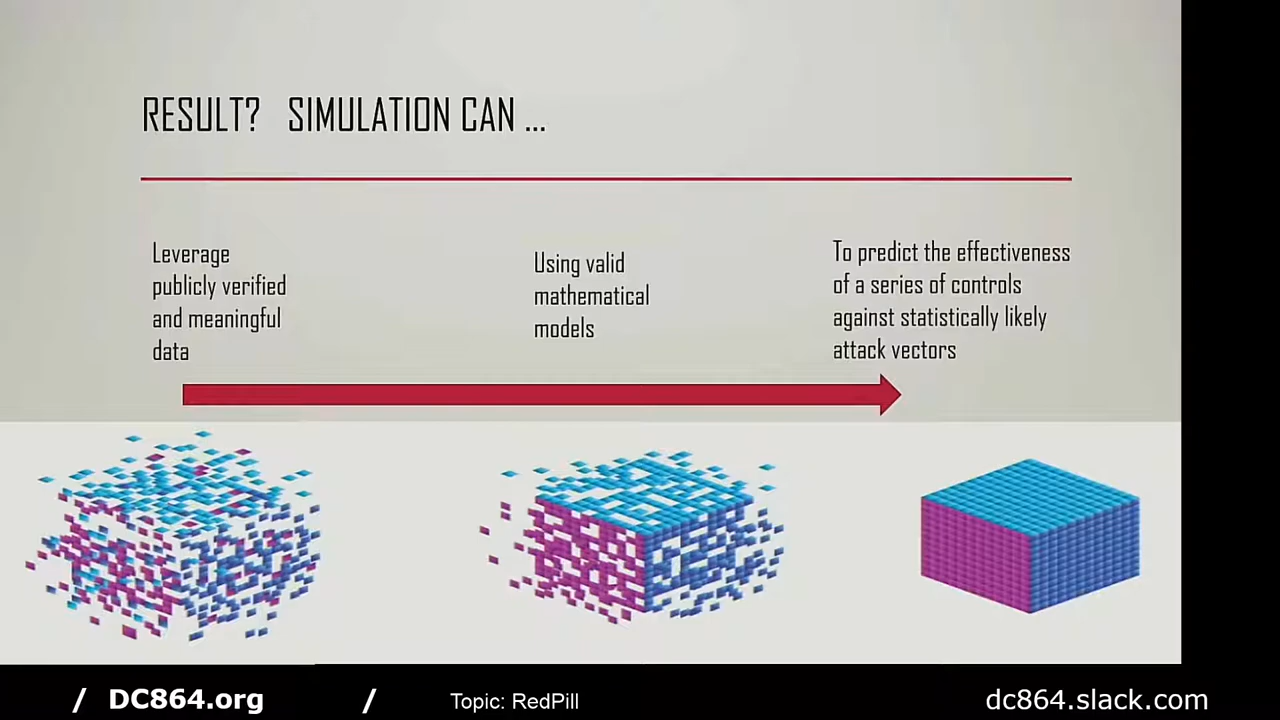 RESULT? SIMULATION CAN ...
Leverage
publicly verified
and meaningful
data
Using valid
mathematical
models
To predict the effectiveness
of a series of controls
against statistically likely
attack vectors
/ DC864.org / Topic: RedPill dc864.slack.com